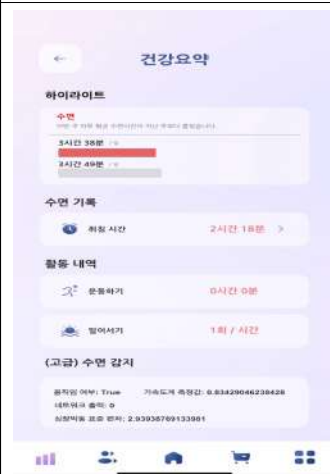 건강요약
하이라이트
수면
3시간 38분
3시간 49분
수면 기록
취침 시간 2시간 18분 >
활동 내역
운동하기 0시간 0분
일어서기 1회 / 시간
(고급) 수면 감지
움직임 여부: True 가속도계 측정값: 0.83429046238428
네트워크 출력: 0
심장박동 표준 편차: 2.93938769133981